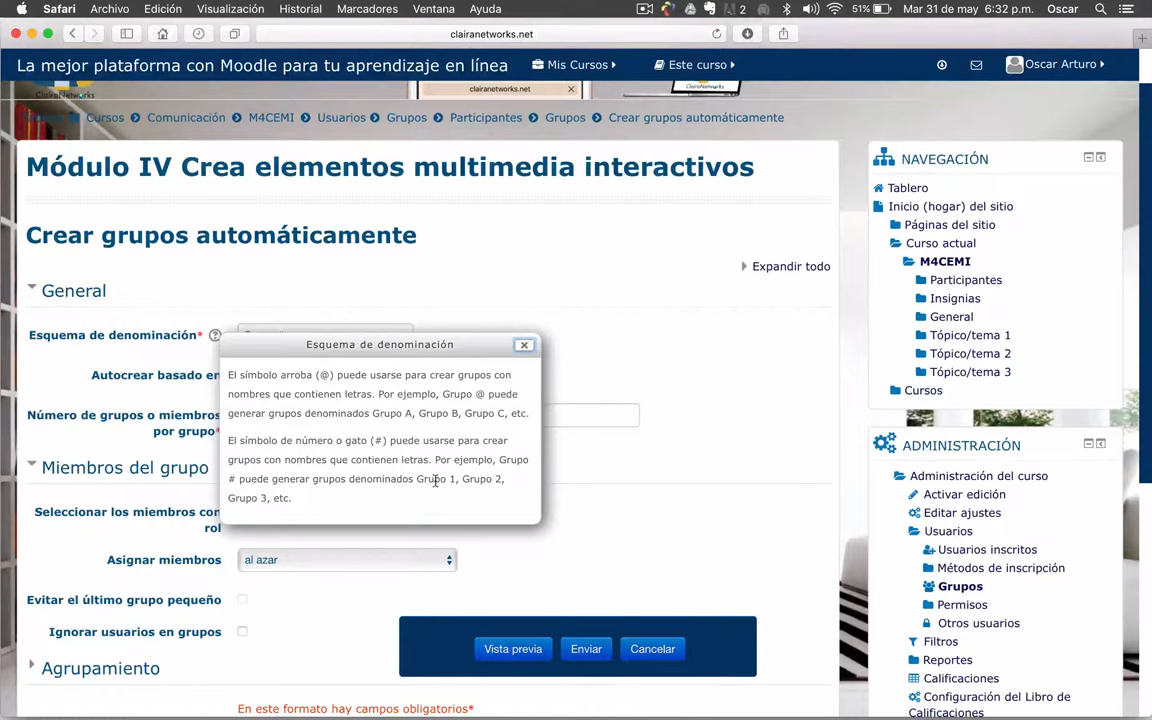 Safari Archivo Edición Visualización Historial Marcadores Ventana Ayuda 2 51% Mar 31 de may 6:32 p.m. Oscar
clairanetworks.net
La mejor plataforma con Moodle para tu aprendizaje en línea Mis Cursos Este curso Oscar Arturo
ClairaNetworks clairanetworks.net
Cursos Comunicación M4CEMI Usuarios Grupos Participantes Grupos Crear grupos automáticamente
Módulo IV Crea elementos multimedia interactivos
Crear grupos automáticamente
Expandir todo
General
Esquema de denominación*
Autocrear basado en
Número de grupos o miembros
por grupo*
Esquema de denominación
El símbolo arroba (@) puede usarse para crear grupos con
nombres que contienen letras. Por ejemplo, Grupo @ puede
generar grupos denominados Grupo A, Grupo B, Grupo C, etc.
El símbolo de número o gato (#) puede usarse para crear
grupos con nombres que contienen letras. Por ejemplo, Grupo
# puede generar grupos denominados Grupo 1, Grupo 2,
Grupo 3, etc.
Miembros del grupo
Seleccionar los miembros con
rol
Asignar miembros al azar
Evitar el último grupo pequeño
Ignorar usuarios en grupos
Vista previa Enviar Cancelar
Agrupamiento
En este formato hay campos obligatorios*
NAVEGACIÓN
Tablero
Inicio (hogar) del sitio
Páginas del sitio
Curso actual
M4CEMI
Participantes
Insignias
General
Tópico/tema 1
Tópico/tema 2
Tópico/tema 3
Cursos
ADMINISTRACIÓN
Administración del curso
Activar edición
Editar ajustes
Usuarios
Usuarios inscritos
Métodos de inscripción
Grupos
Permisos
Otros usuarios
Filtros
Reportes
Calificaciones
Configuración del Libro de
Calificaciones